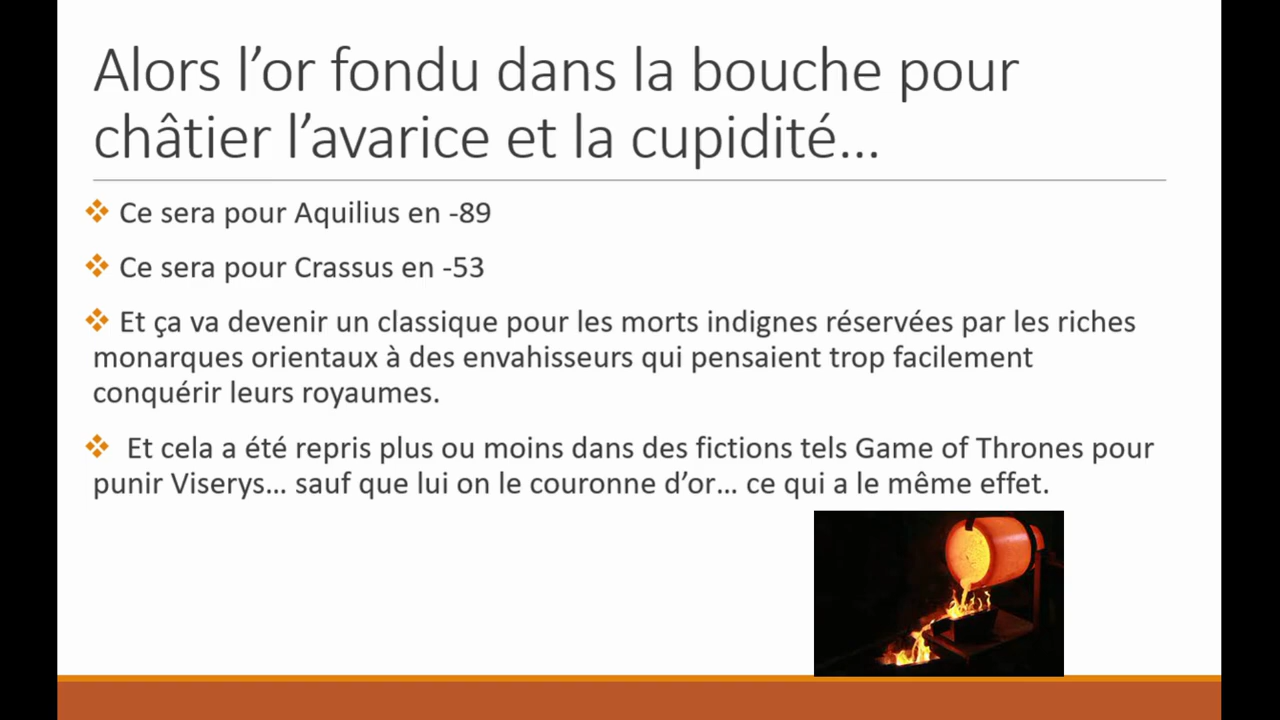 Alors l’or fondu dans la bouche pour
châtier l’avarice et la cupidité…
❖ Ce sera pour Aquilius en -89
❖ Ce sera pour Crassus en -53
❖ Et ça va devenir un classique pour les morts indignes réservées par les riches
monarques orientaux à des envahisseurs qui pensaient trop facilement
conquérir leurs royaumes.
❖ Et cela a été repris plus ou moins dans des fictions tels Game of Thrones pour
punir Viserys… sauf que lui on le couronne d’or… ce qui a le même effet.